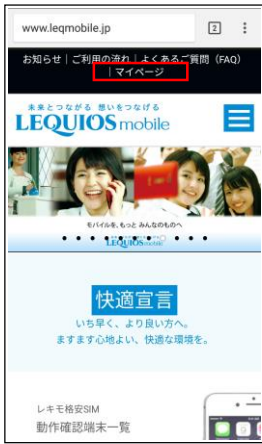 www.leqmobile.jp
2
お知らせ｜ご利用の流れ｜よくあるご質問（FAQ）
｜マイページ
未来とつながる 想いをつなげる
LEQUIOS mobile
モバイルを、もっと みんなのものへ
LEQUIOS mobile
快適宣言
いち早く、より良い方へ。
ますます心地よい、快適な環境を。
レキモ格安SIM
動作確認端末一覧